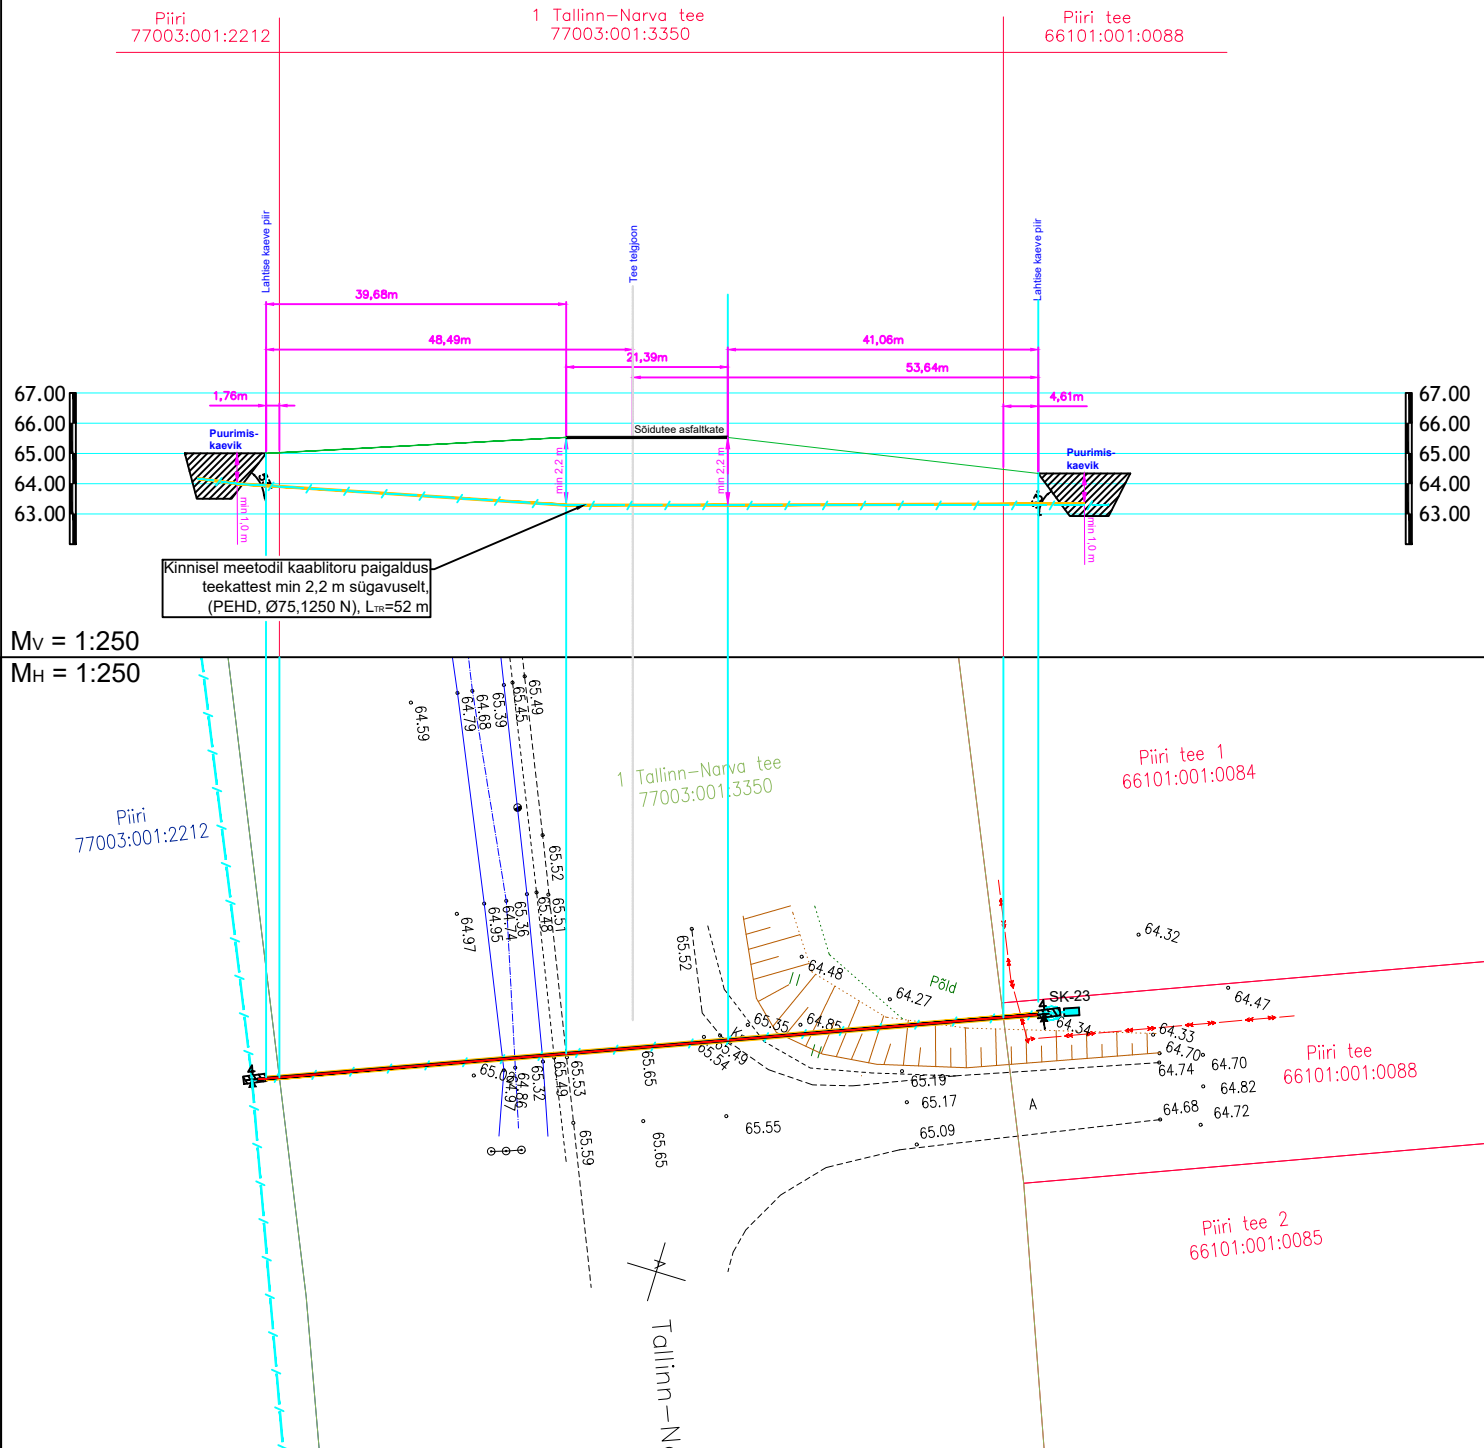 Piiri
77003:001:2212
1 Tallinn-Narva tee
77003:001:3350
Piiri tee
66101:001:0088
Lahtise kaeve piir
Tee telgjoon
Lahtise kaeve piir
39,68m
48,49m
41,06m
21,39m
53,64m
1,76m
4,61m
67.00
66.00
65.00
64.00
63.00
67.00
66.00
65.00
64.00
63.00
Puurimis-
kaevik
Sõidutee asfaltkate
Puurimis-
kaevik
min 2,2 m
min 2,2 m
min 1,0 m
min 1,0 m
Kinnisel meetodil kaablitoru paigaldus
teekattest min 2,2 m sügavuselt,
(PEHD, Ø75,1250 N), LTR=52 m
MV = 1:250
MH = 1:250
64.59
64.79
64.68
65.39
65.45
65.49
1 Tallinn-Narva tee
77003:001:3350
Piiri tee 1
66101:001:0084
Piiri
77003:001:2212
65.52
64.97
64.95
64.74
65.36
65.48
65.51
65.52
64.48
Põld
64.27
64.32
64.47
SK-23
64.34
64.33
65.35
64.85
65.49
65.54
64.70
64.74
64.70
64.82
64.68
64.72
Piiri tee
66101:001:0088
64.97
64.86
65.32
65.49
65.53
65.65
65.19
65.17
A
65.09
65.55
65.65
65.59
Piiri tee 2
66101:001:0085
A